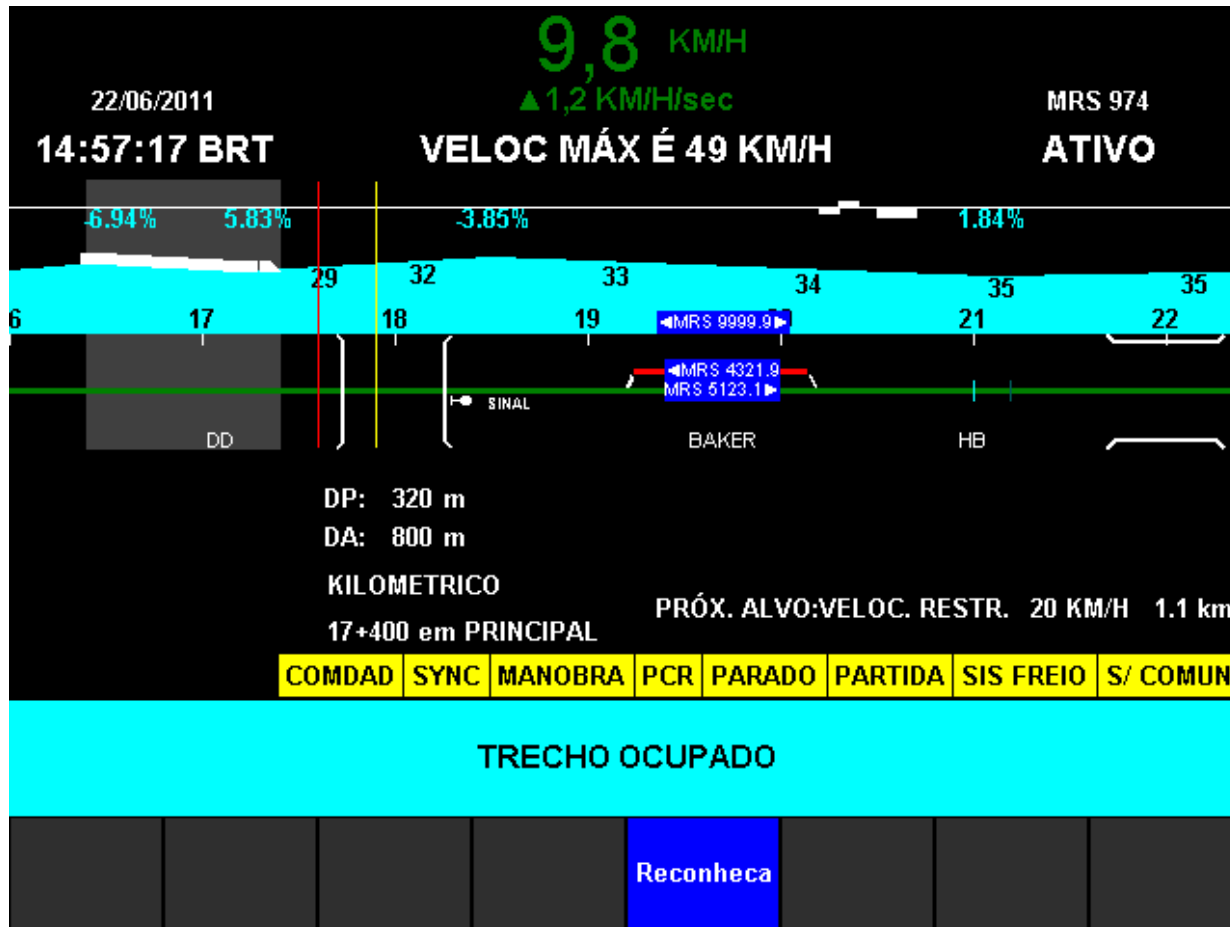 9,8 KM/H
22/06/2011 ▲1,2 KM/H/sec MRS 974
14:57:17 BRT VELOC MÁX É 49 KM/H ATIVO
-6.94% 5.83% -3.85% 1.84%
29 32 33 34 35 35
6 17 18 19 ◄MRS 9999.9► 21 22
◄MRS 4321.9
MRS 5123.1►
SINAL
DD BAKER HB
DP: 320 m
DA: 800 m
KILOMETRICO
PRÓX. ALVO:VELOC. RESTR. 20 KM/H 1.1 km
17+400 em PRINCIPAL
COMDAD SYNC MANOBRA PCR PARADO PARTIDA SIS FREIO S/ COMUN
TRECHO OCUPADO
Reconheca